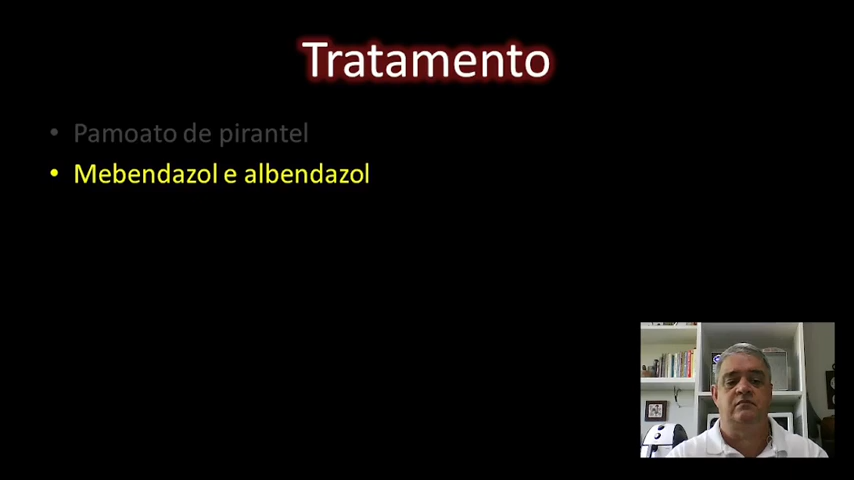 Tratamento
• Pamoato de pirantel
• Mebendazol e albendazol